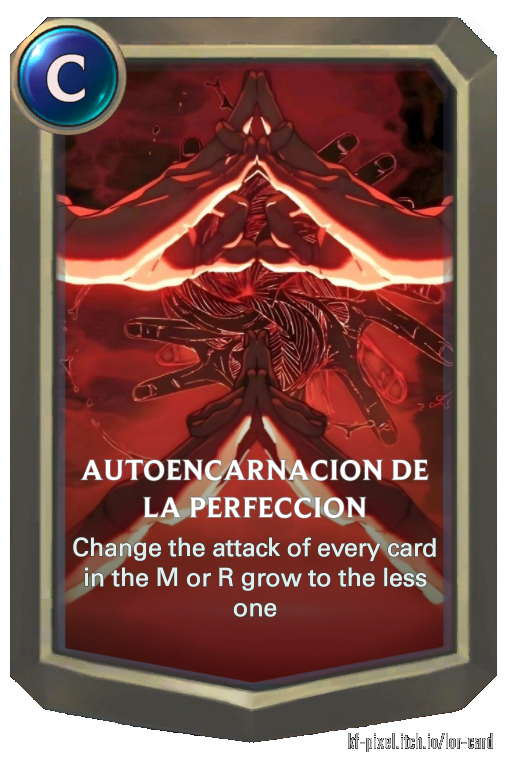 C
AUTOENCARNACION DE
LA PERFECCION
Change the attack of every card
in the M or R grow to the less
one
kf-pixel.itch.io/lor-card